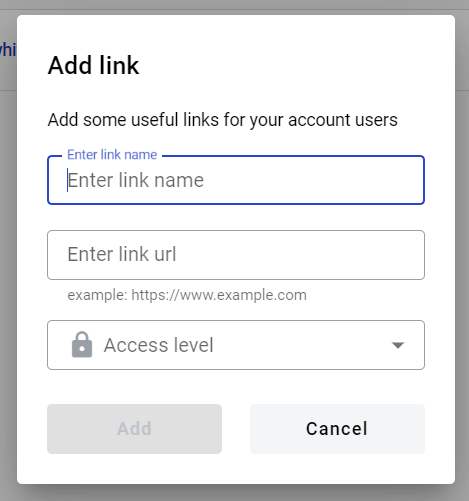 Add link
Add some useful links for your account users
Enter link name
Enter link name
Enter link url
example: https://www.example.com
Access level
Add
Cancel